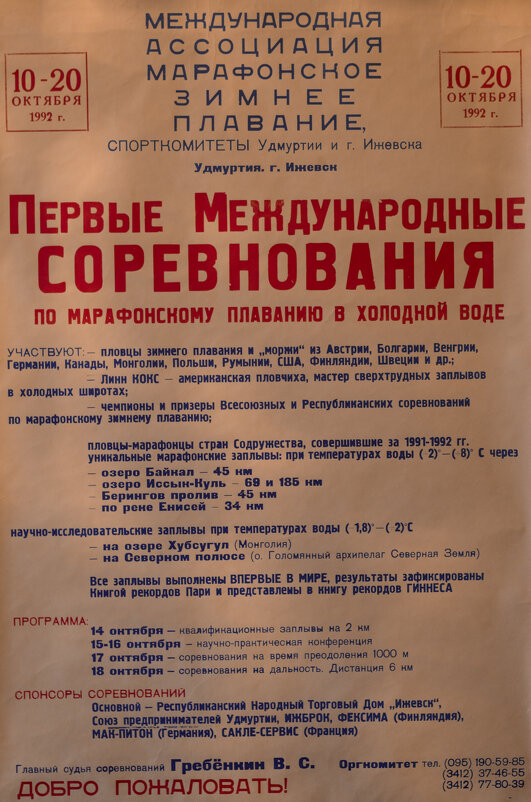 МЕЖДУНАРОДНАЯ
АССОЦИАЦИЯ
МАРАФОНСКОЕ
ЗИМНЕЕ
ПЛАВАНИЕ,
10-20
ОКТЯБРЯ
1992 г.
10-20
ОКТЯБРЯ
1992 г.
СПОРТКОМИТЕТЫ Удмуртии и г. Ижевска
Удмуртия. г. Ижевск
ПЕРВЫЕ МЕЖДУНАРОДНЫЕ
СОРЕВНОВАНИЯ
ПО МАРАФОНСКОМУ ПЛАВАНИЮ В ХОЛОДНОЙ ВОДЕ
УЧАСТВУЮТ: – пловцы зимнего плавания и „моржи" из Австрии, Болгарии, Венгрии,
Германии, Канады, Монголии, Польши, Румынии, США, Финляндии, Швеции и др.;
– Линн КОКС – американская пловчиха, мастер сверхтрудных заплывов
в холодных широтах;
– чемпионы и призеры Всесоюзных и Республиканских соревнований
по марафонскому зимнему плаванию;
пловцы-марафонцы стран Содружества, совершившие за 1991-1992 гг.
уникальные марафонские заплывы: при температурах воды ( 2)°–(-8)° С через
– озеро Байкал – 45 км
– озеро Иссын-Куль – 69 и 185 км
– Берингов пролив – 45 км
– по реке Енисей – 34 км
научно-исследовательские заплывы при температурах воды ( 1,8)°–( 2)°С
– на озере Хубсугул (Монголия)
– на Северном полюсе (о. Голомянный архипелаг Северная Земля)
Все заплывы выполнены ВПЕРВЫЕ В МИРЕ, результаты зафиксированы
Книгой рекордов Пари и представлены в книгу рекордов ГИННЕСА
ПРОГРАММА:
14 октября – квалификационные заплывы на 2 км
15-16 октября – научно-практическая конференция
17 октября – соревнования на время преодоления 1000 м
18 октября – соревнования на дальность. Дистанция 6 км
СПОНСОРЫ СОРЕВНОВАНИЙ
Основной – Республиканский Народный Торговый Дом „Ижевск",
Союз предпринимателей Удмуртии, ИНБРОК, ФЕКСИМА (Финляндия),
МАК-ПИТОН (Германия), САКЛЕ-СЕРВИС (Франция)
Главный судья соревнований Гребёнкин В. С. Оргкомитет тел. (095) 190-59-85
(3412) 37-46-55
(3412) 77-80-39
ДОБРО ПОЖАЛОВАТЬ!